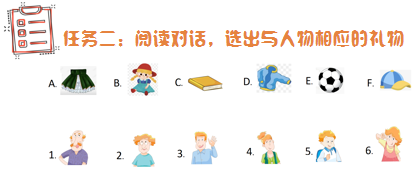 任务二：阅读对话，选出与人物相应的礼物
A. B. C. D. E. F.
1. 2. 3. 4. 5. 6.